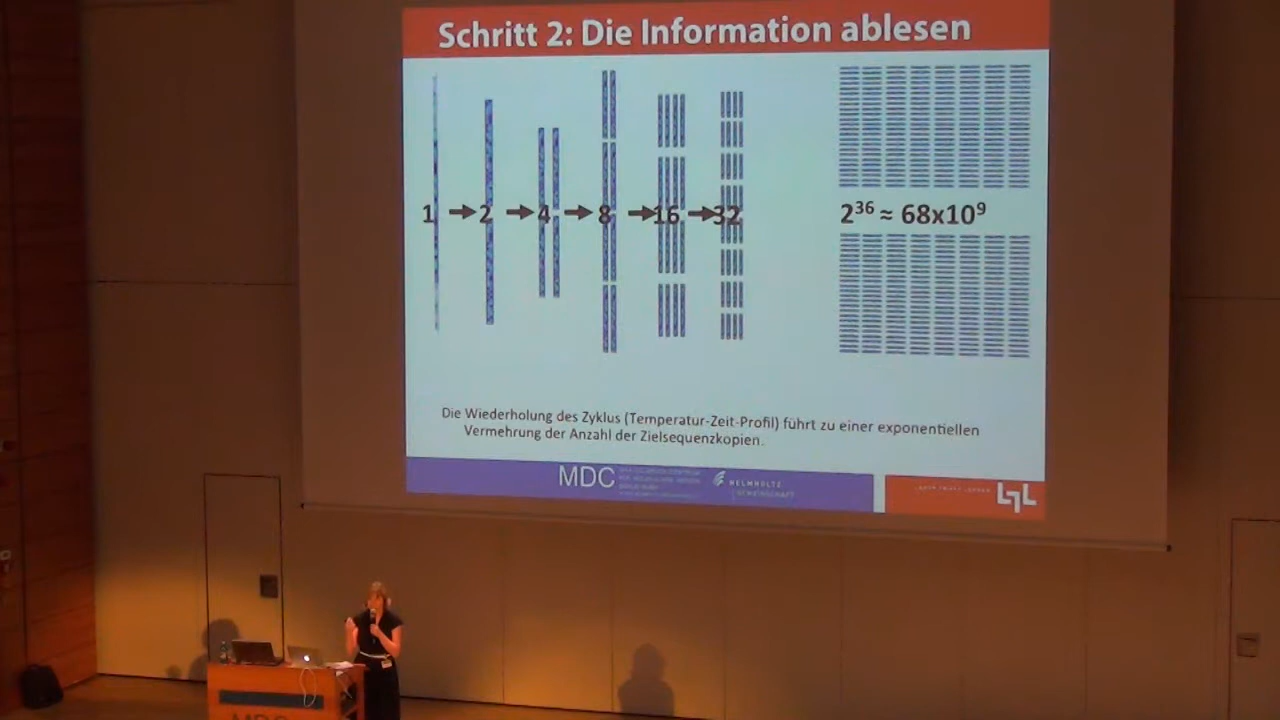 Schritt 2: Die Information ablesen
1 → 2 → 4 → 8 → 16 → 32
2³⁶ ≈ 68x10⁹
Die Wiederholung des Zyklus (Temperatur-Zeit-Profil) führt zu einer exponentiellen
Vermehrung der Anzahl der Zielsequenzkopien.
MDC
HELMHOLTZ
GEMEINSCHAFT
MDC